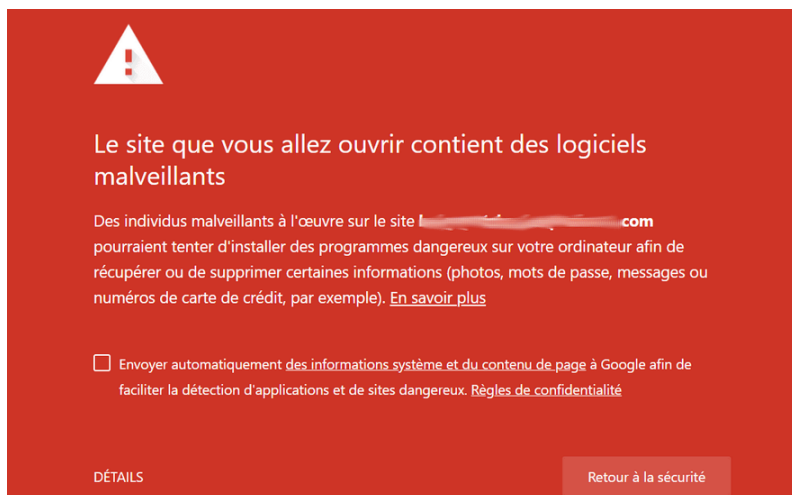 Le site que vous allez ouvrir contient des logiciels
malveillants
Des individus malveillants à l'œuvre sur le site com
pourraient tenter d'installer des programmes dangereux sur votre ordinateur afin de
récupérer ou de supprimer certaines informations (photos, mots de passe, messages ou
numéros de carte de crédit, par exemple). En savoir plus
Envoyer automatiquement des informations système et du contenu de page à Google afin de
faciliter la détection d'applications et de sites dangereux. Règles de confidentialité
DÉTAILS
Retour à la sécurité